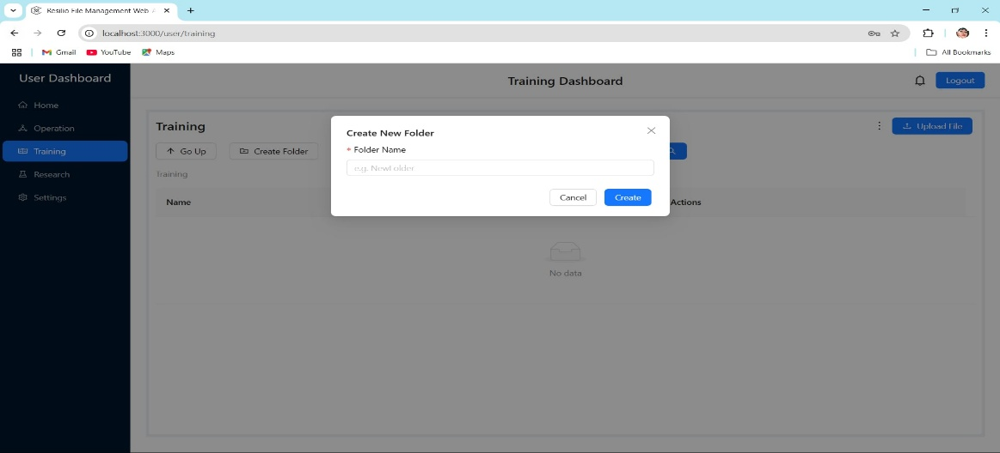 Resilio File Management Web
localhost:3000/user/training
Gmail
YouTube
Maps
All Bookmarks
User Dashboard
Training Dashboard
Logout
Home
Operation
Training
Research
Settings
Training
Upload File
Go Up
Create Folder
Training
Name
Actions
No data
Create New Folder
* Folder Name
e.g. NewFolder
Cancel
Create